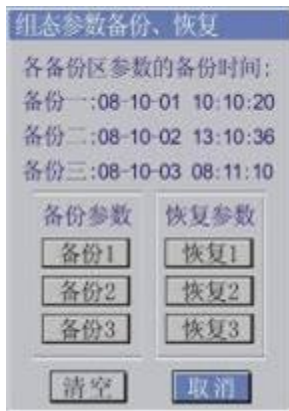 组态参数备份、恢复
各备份区参数的备份时间:
备份一:08-10-01 10:10:20
备份二:08-10-02 13:10:36
备份三:08-10-03 08:11:10
备份参数 恢复参数
备份1 恢复1
备份2 恢复2
备份3 恢复3
清空 取消